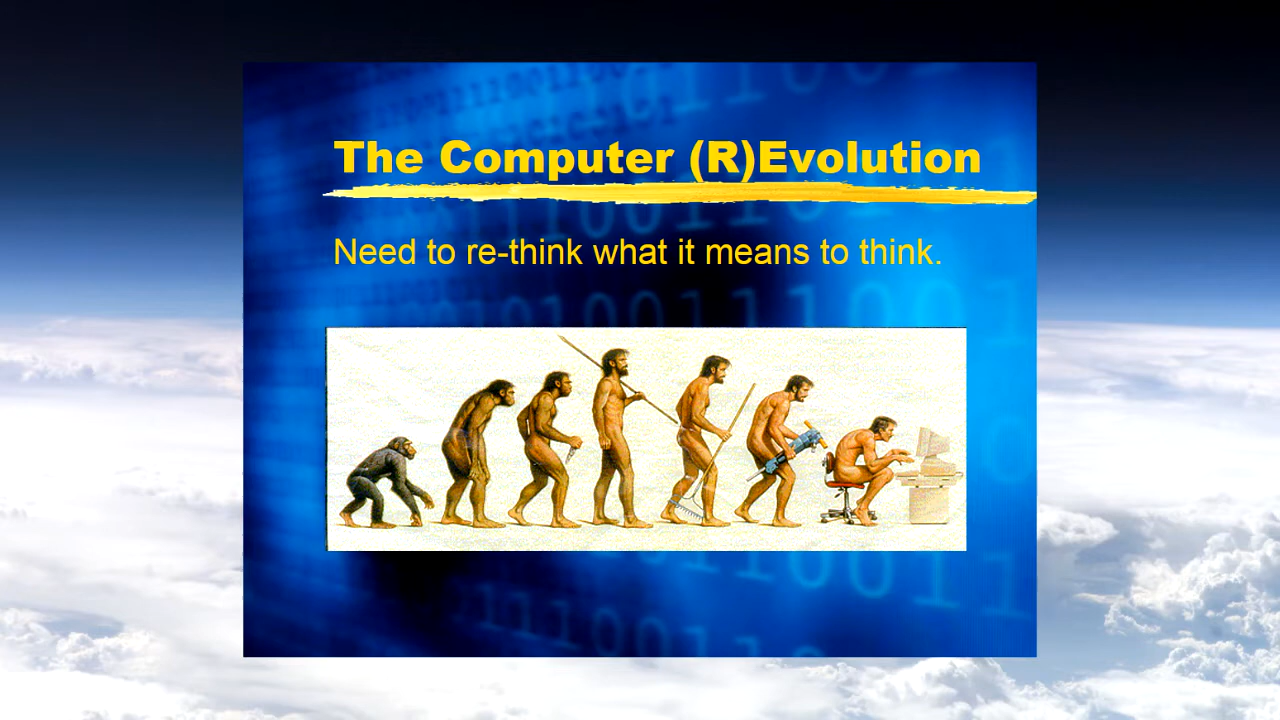 The Computer (R)Evolution
Need to re-think what it means to think.